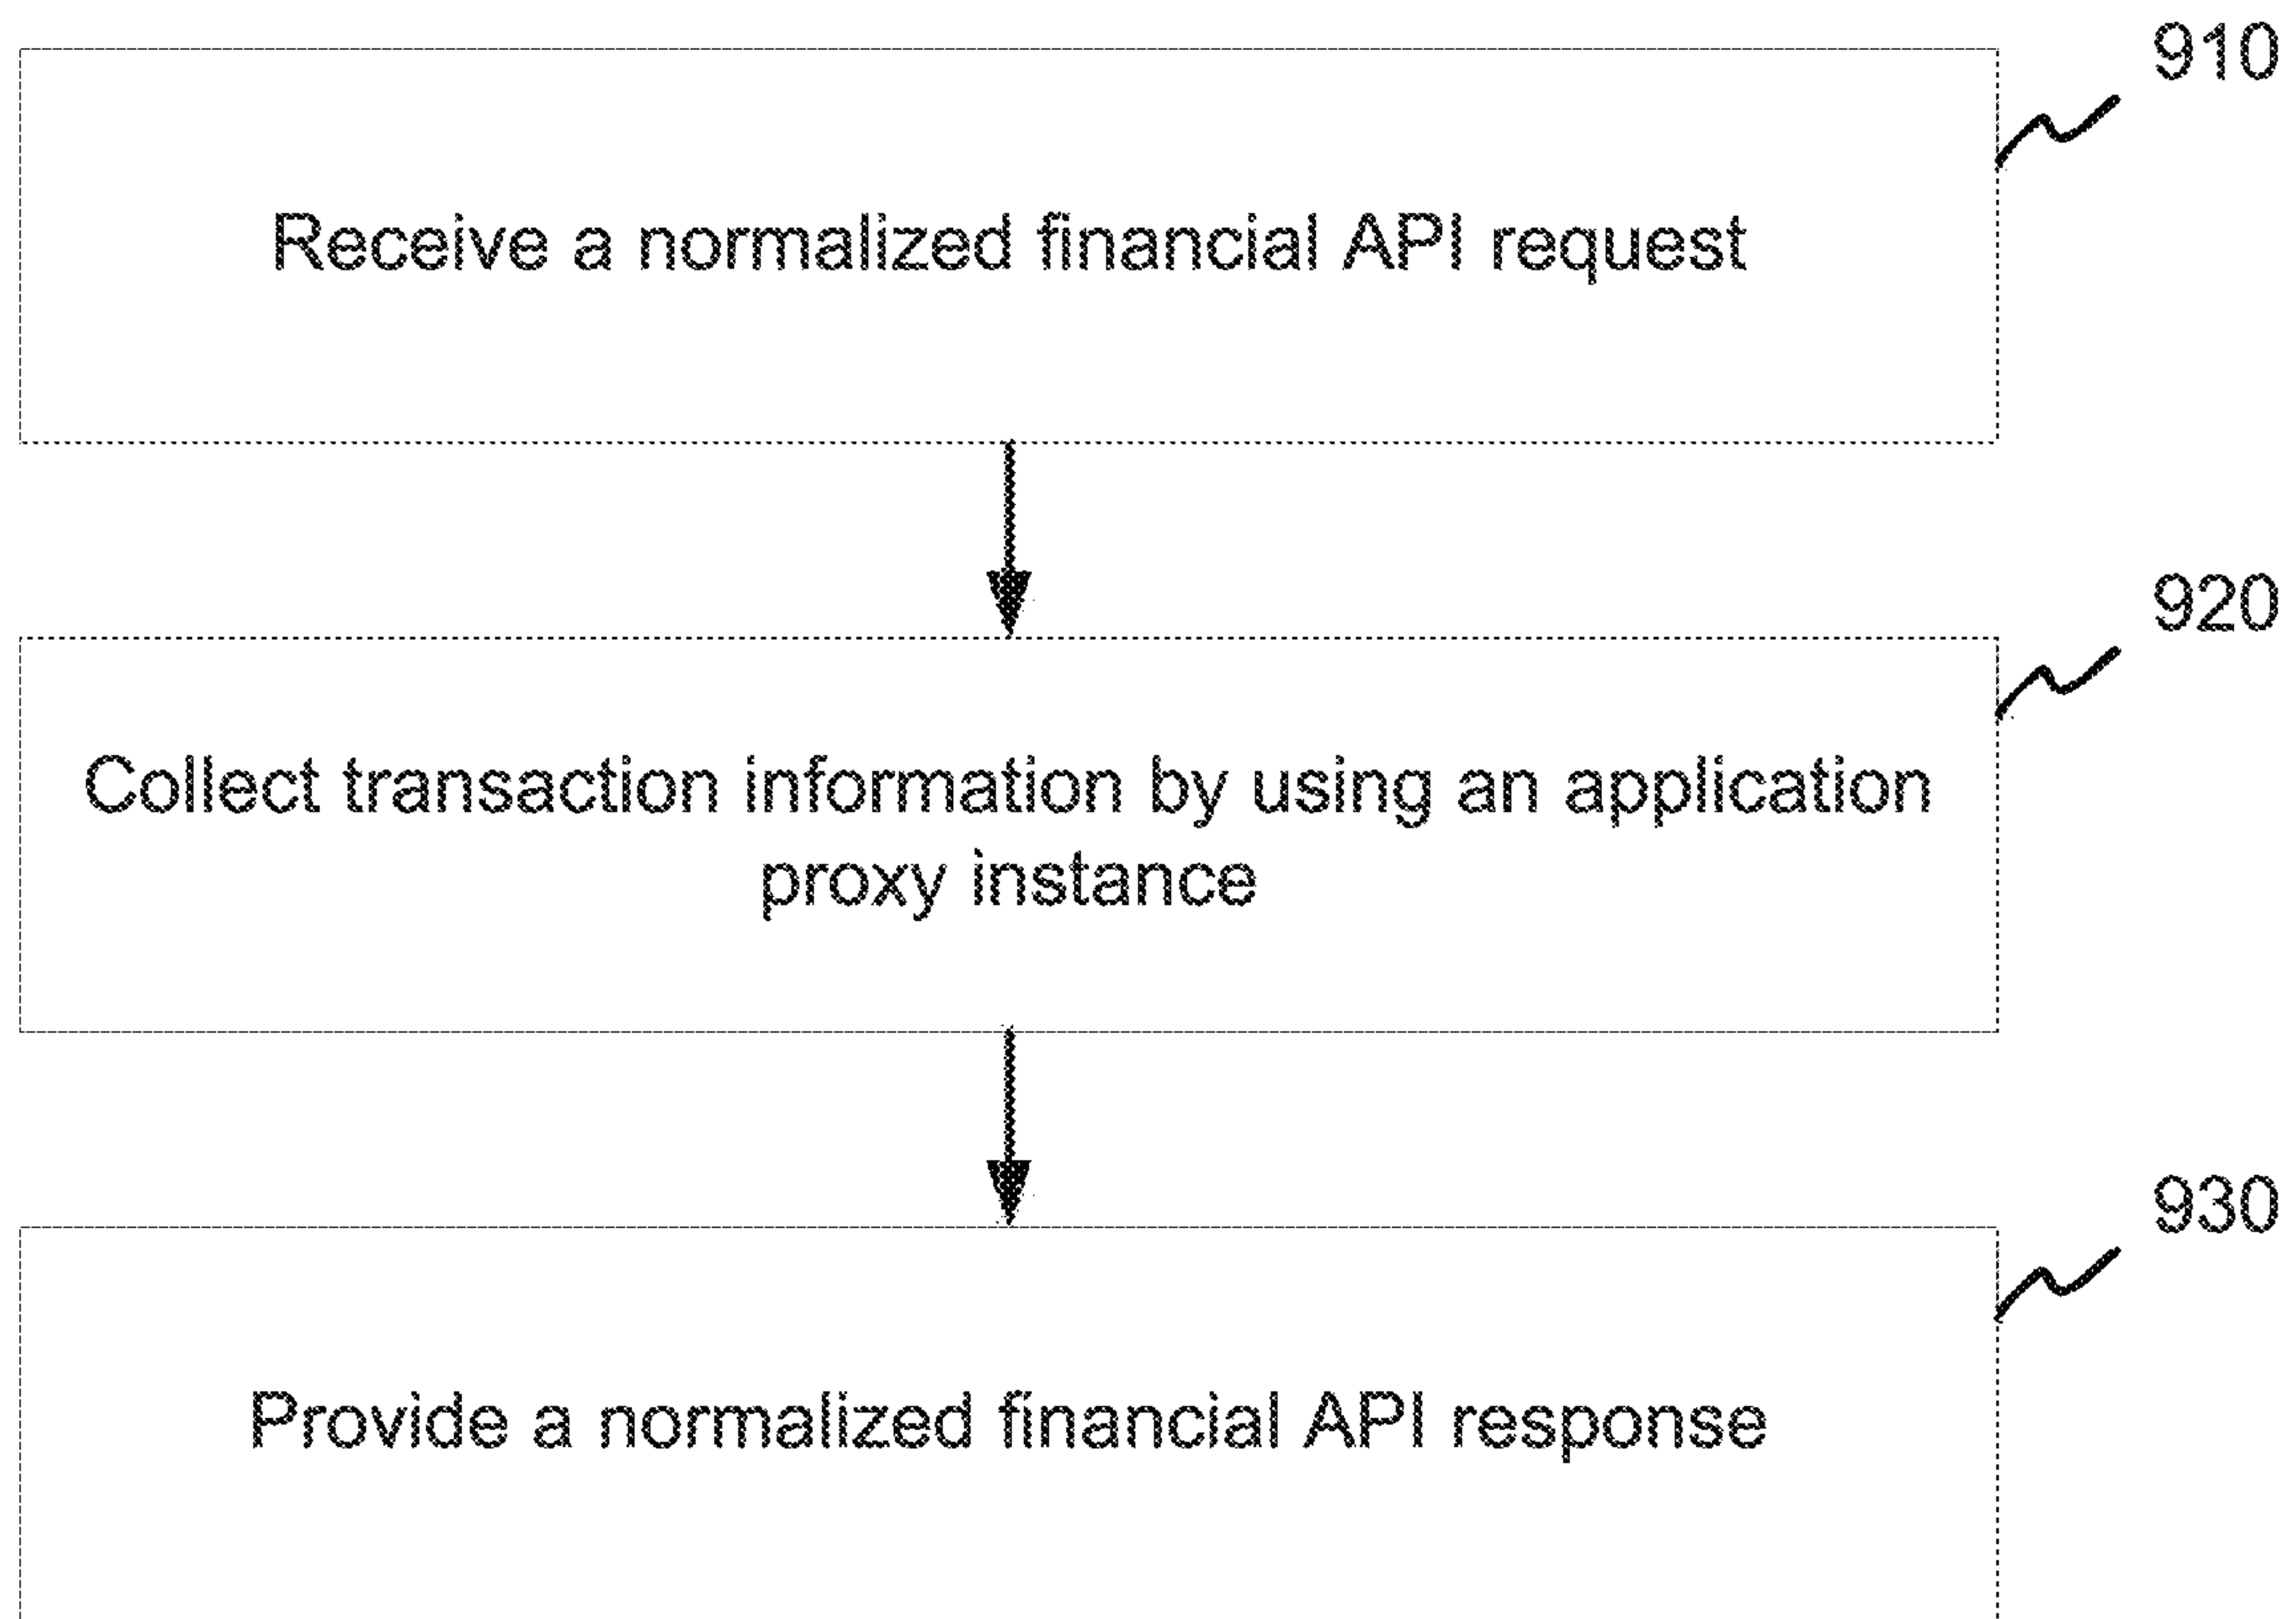 910
Receive a normalized financial API request
920
Collect transaction information by using an application
proxy instance
930
Provide a normalized financial API response